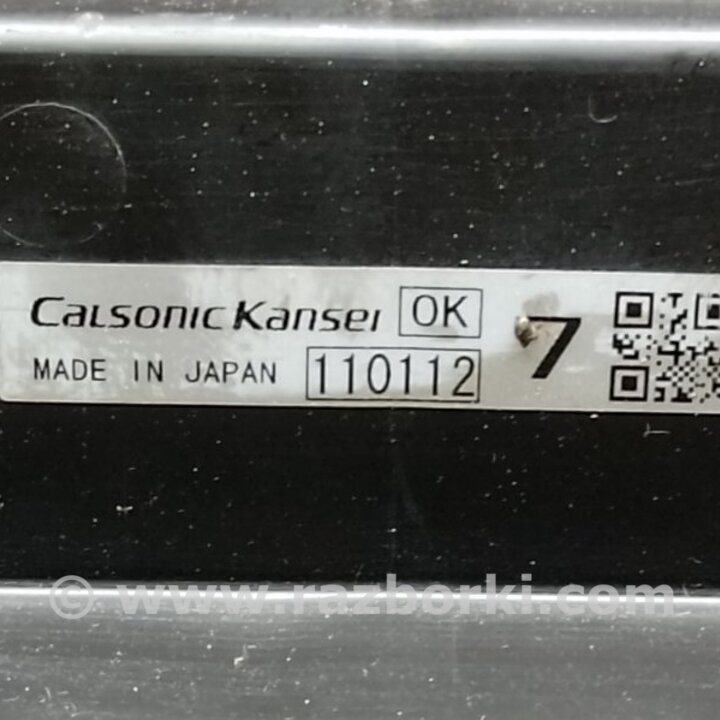 Calsonic Kansei OK 7
MADE IN JAPAN 110112
© www.razborki.com